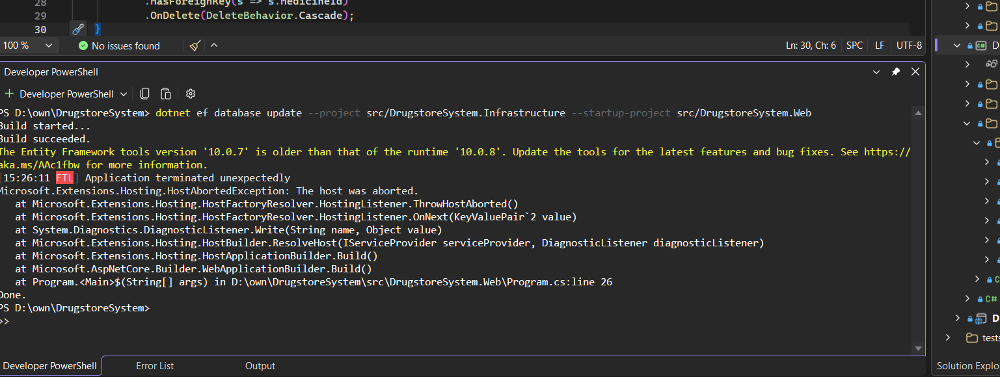 28 .HasForeignKey(s => s.MedicineId)
29 .OnDelete(DeleteBehavior.Cascade);
30 }
100 % No issues found Ln: 30, Ch: 6 SPC LF UTF-8
Developer PowerShell
+ Developer PowerShell
PS D:\own\DrugstoreSystem> dotnet ef database update --project src/DrugstoreSystem.Infrastructure --startup-project src/DrugstoreSystem.Web
Build started...
Build succeeded.
The Entity Framework tools version '10.0.7' is older than that of the runtime '10.0.8'. Update the tools for the latest features and bug fixes. See https://
aka.ms/AAc1fbw for more information.
[15:26:11 FTL] Application terminated unexpectedly
Microsoft.Extensions.Hosting.HostAbortedException: The host was aborted.
at Microsoft.Extensions.Hosting.HostFactoryResolver.HostingListener.ThrowHostAborted()
at Microsoft.Extensions.Hosting.HostFactoryResolver.HostingListener.OnNext(KeyValuePair`2 value)
at System.Diagnostics.DiagnosticListener.Write(String name, Object value)
at Microsoft.Extensions.Hosting.HostBuilder.ResolveHost(IServiceProvider serviceProvider, DiagnosticListener diagnosticListener)
at Microsoft.Extensions.Hosting.HostApplicationBuilder.Build()
at Microsoft.AspNetCore.Builder.WebApplicationBuilder.Build()
at Program.<Main>$(String[] args) in D:\own\DrugstoreSystem\src\DrugstoreSystem.Web\Program.cs:line 26
Done.
PS D:\own\DrugstoreSystem>
>>
Developer PowerShell Error List Output
C# D
C
C#
D
tests
Solution Explo